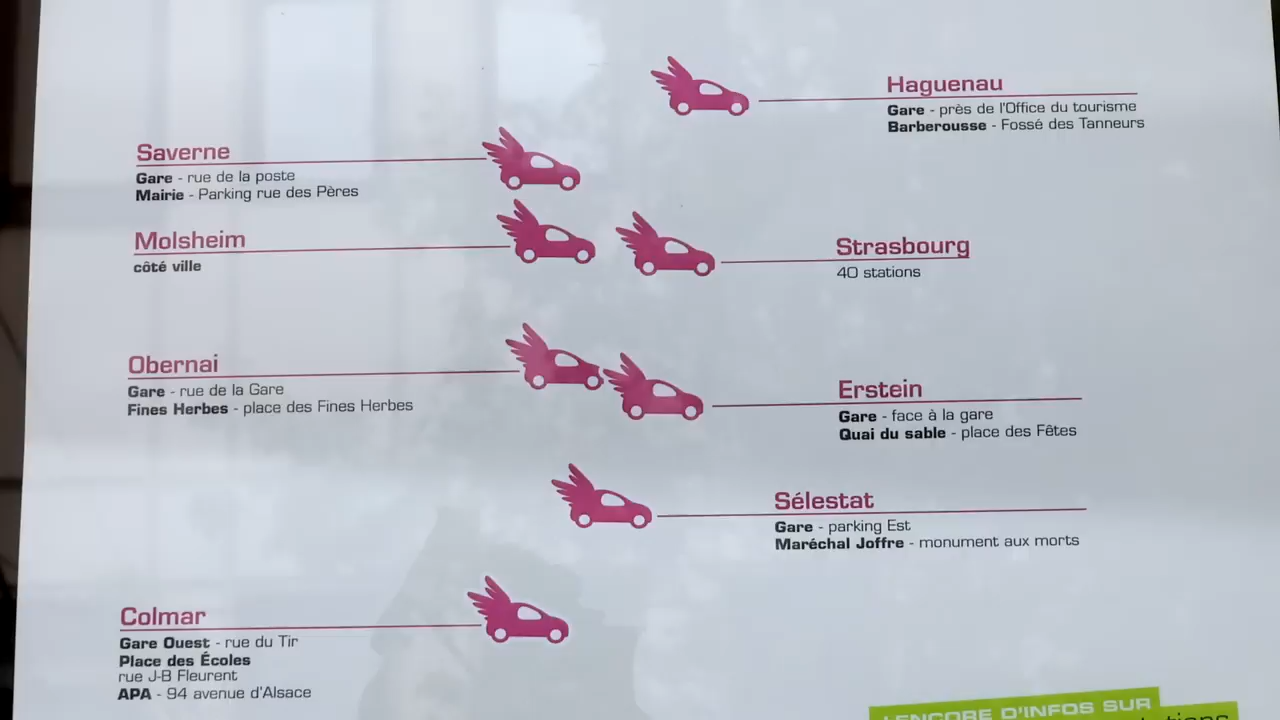 Haguenau
Gare - près de l'Office du tourisme
Barberousse - Fossé des Tanneurs
Saverne
Gare - rue de la poste
Mairie - Parking rue des Pères
Molsheim
côté ville
Strasbourg
40 stations
Obernai
Gare - rue de la Gare
Fines Herbes - place des Fines Herbes
Erstein
Gare - face à la gare
Quai du sable - place des Fêtes
Sélestat
Gare - parking Est
Maréchal Joffre - monument aux morts
Colmar
Gare Ouest - rue du Tir
Place des Écoles
rue J-B Fleurent
APA - 94 avenue d'Alsace
ENCORE D'INFOS SUR